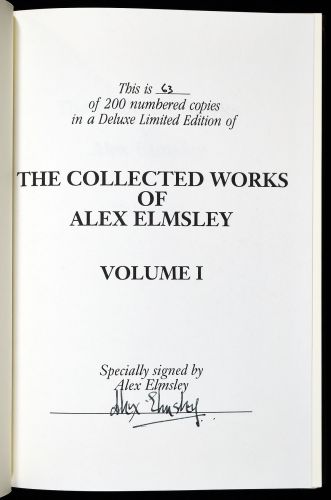 This is 63
of 200 numbered copies
in a Deluxe Limited Edition of
THE COLLECTED WORKS
OF
ALEX ELMSLEY
VOLUME I
Specially signed by
Alex Elmsley
Alex Elmsley